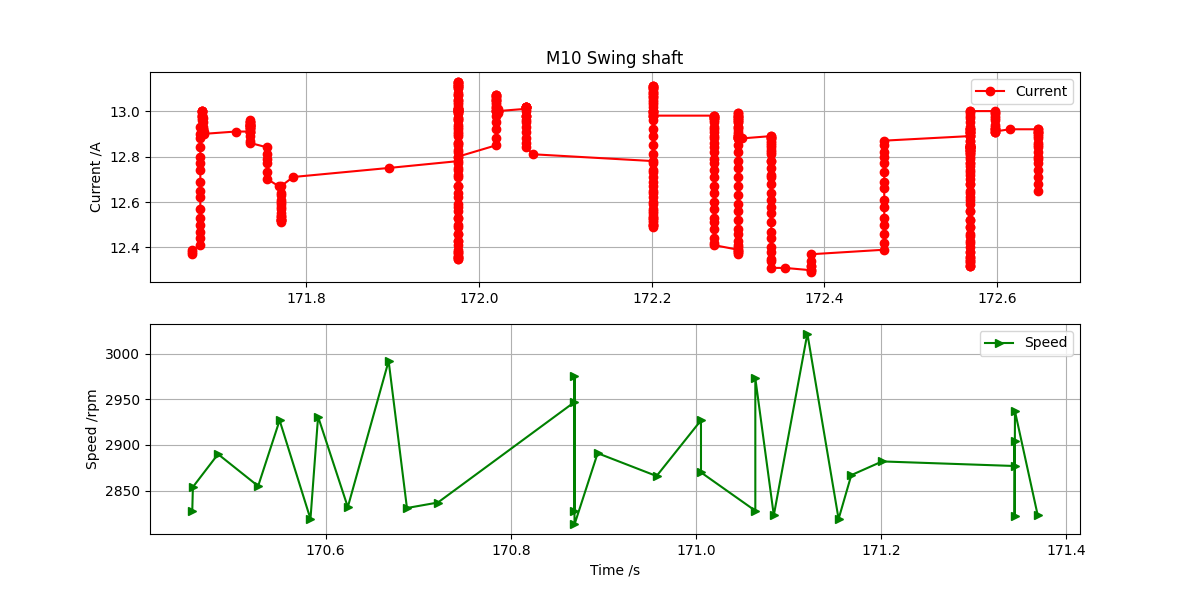 M10 Swing shaft
Current
13.0
12.8
12.6
12.4
Current /A
171.8 172.0 172.2 172.4 172.6
Speed
3000
2950
2900
2850
Speed /rpm
170.6 170.8 171.0 171.2 171.4
Time /s